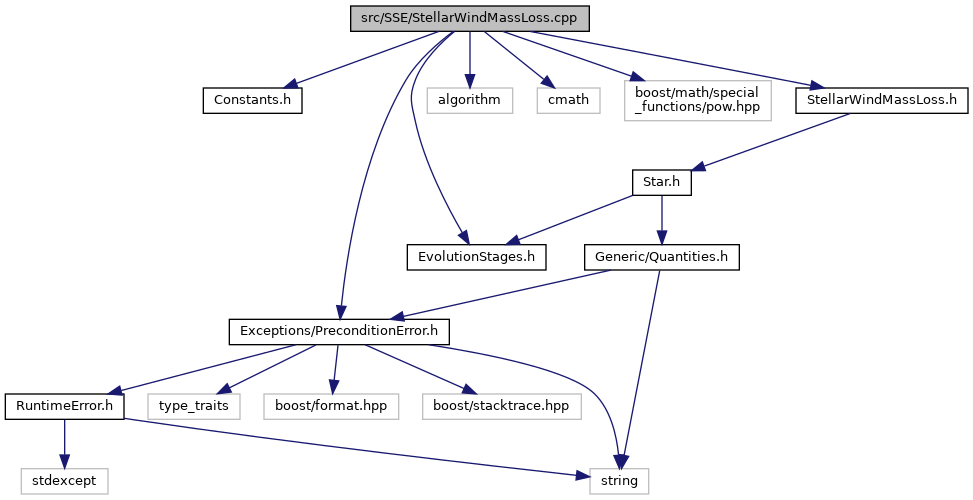 src/SSE/StellarWindMassLoss.cpp
Constants.h
algorithm
cmath
boost/math/special
_functions/pow.hpp
StellarWindMassLoss.h
Star.h
EvolutionStages.h
Generic/Quantities.h
Exceptions/PreconditionError.h
RuntimeError.h
type_traits
boost/format.hpp
boost/stacktrace.hpp
stdexcept
string